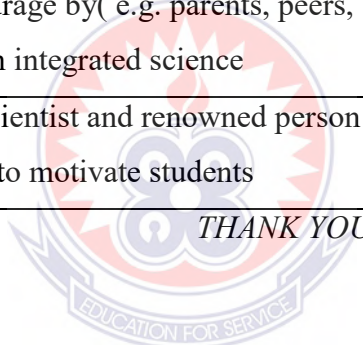 rage by( e.g. parents, peers,
integrated science
ientist and renowned person
to motivate students
THANK YOU
EDUCATION FOR SERVICE